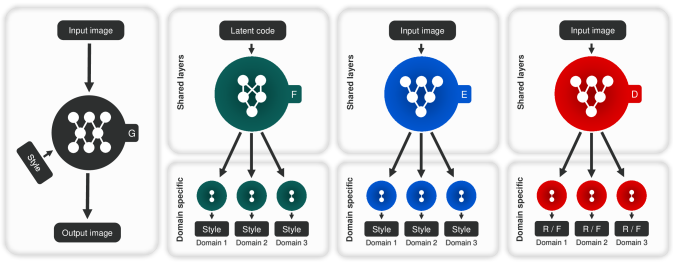 Input image
G
Style
Output image
Shared layers
Latent code
F
Domain specific
Style
Style
Style
Domain 1
Domain 2
Domain 3
Shared layers
Input image
E
Domain specific
Style
Style
Style
Domain 1
Domain 2
Domain 3
Shared layers
Input image
D
Domain specific
R / F
R / F
R / F
Domain 1
Domain 2
Domain 3